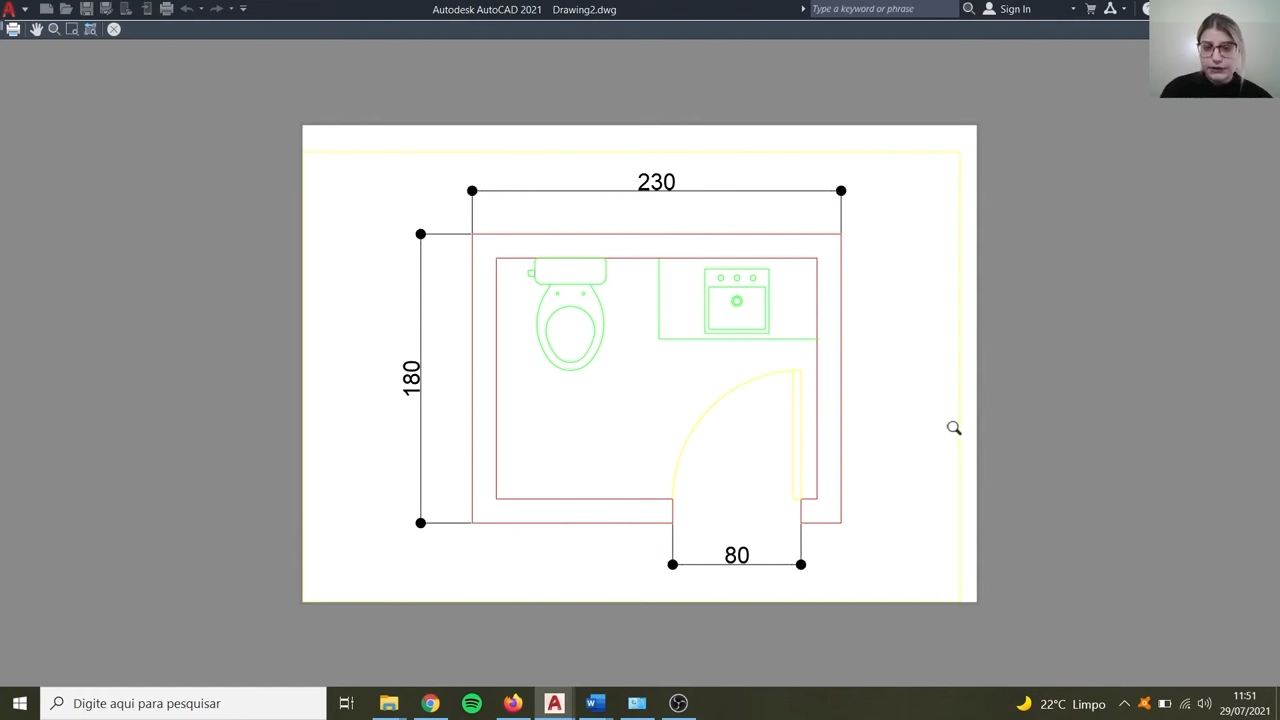 Autodesk AutoCAD 2021 Drawing2.dwg
Type a keyword or phrase
Sign In
230
180
80
Digite aqui para pesquisar
22°C Limpo
11:51
29/07/2021